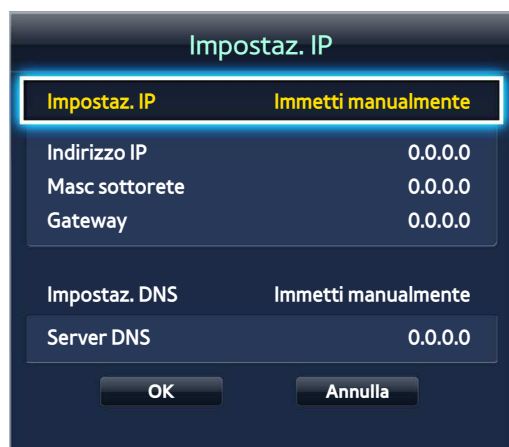 Impostaz. IP
Impostaz. IP Immetti manualmente
Indirizzo IP 0.0.0.0
Masc sottorete 0.0.0.0
Gateway 0.0.0.0
Impostaz. DNS Immetti manualmente
Server DNS 0.0.0.0
OK Annulla